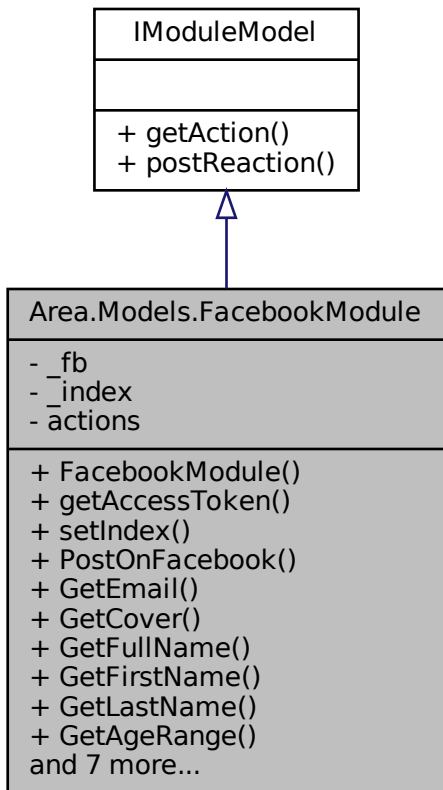 IModuleModel
+ getAction()
+ postReaction()
Area.Models.FacebookModule
- _fb
- _index
- actions
+ FacebookModule()
+ getAccessToken()
+ setIndex()
+ PostOnFacebook()
+ GetEmail()
+ GetCover()
+ GetFullName()
+ GetFirstName()
+ GetLastName()
+ GetAgeRange()
and 7 more...